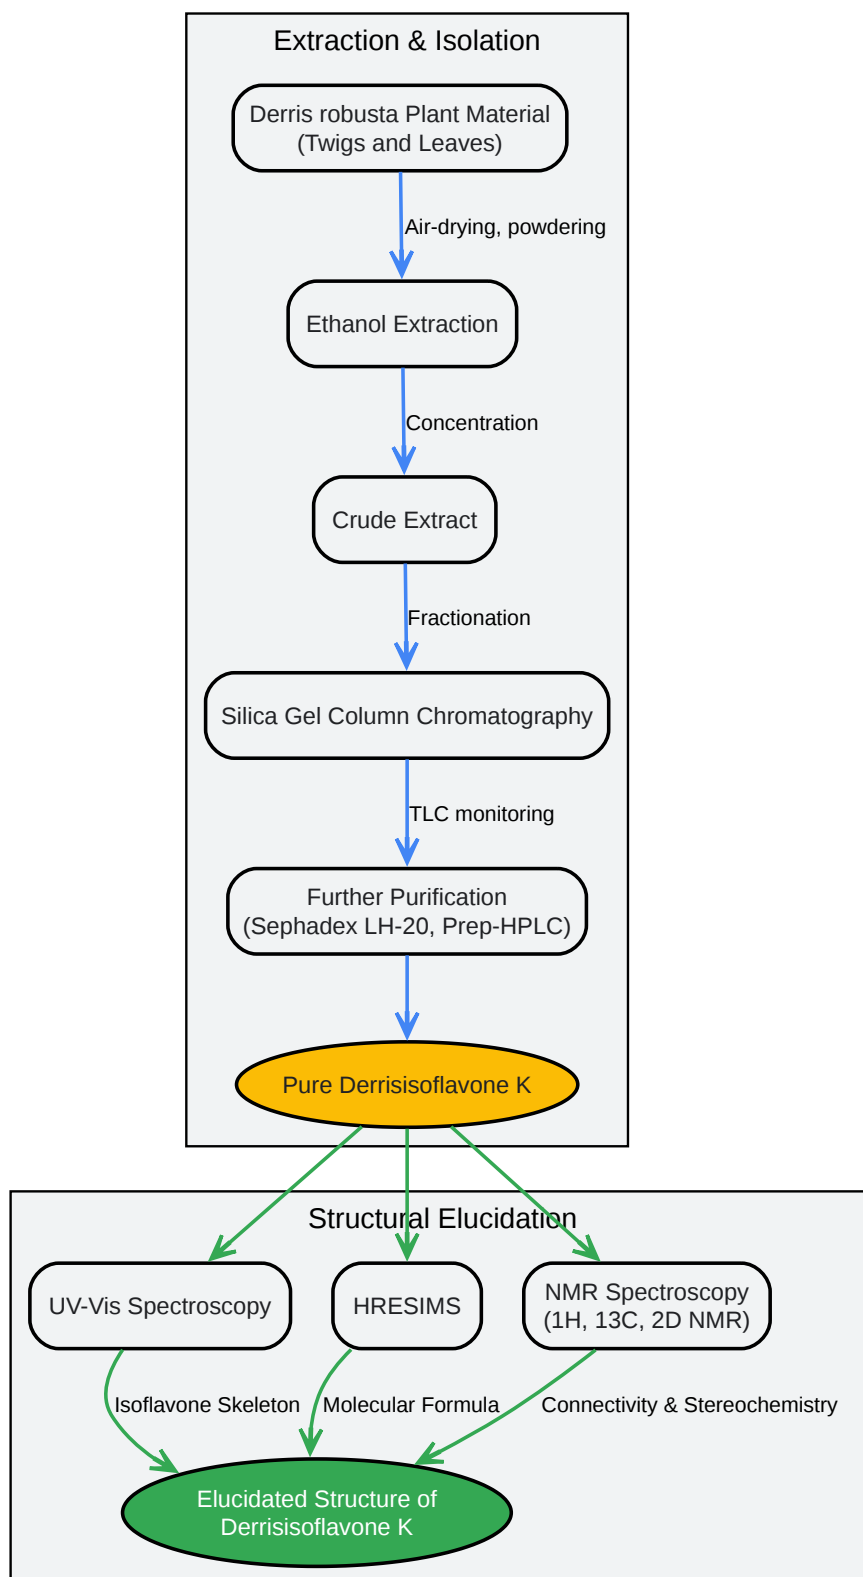 Extraction & Isolation
Derris robusta Plant Material
(Twigs and Leaves)
Air-drying, powdering
Ethanol Extraction
Concentration
Crude Extract
Fractionation
Silica Gel Column Chromatography
TLC monitoring
Further Purification
(Sephadex LH-20, Prep-HPLC)
Pure Derrisisoflavone K
Structural Elucidation
UV-Vis Spectroscopy
HRESIMS
NMR Spectroscopy
(1H, 13C, 2D NMR)
Isoflavone Skeleton
Molecular Formula
Connectivity & Stereochemistry
Elucidated Structure of
Derrisisoflavone K